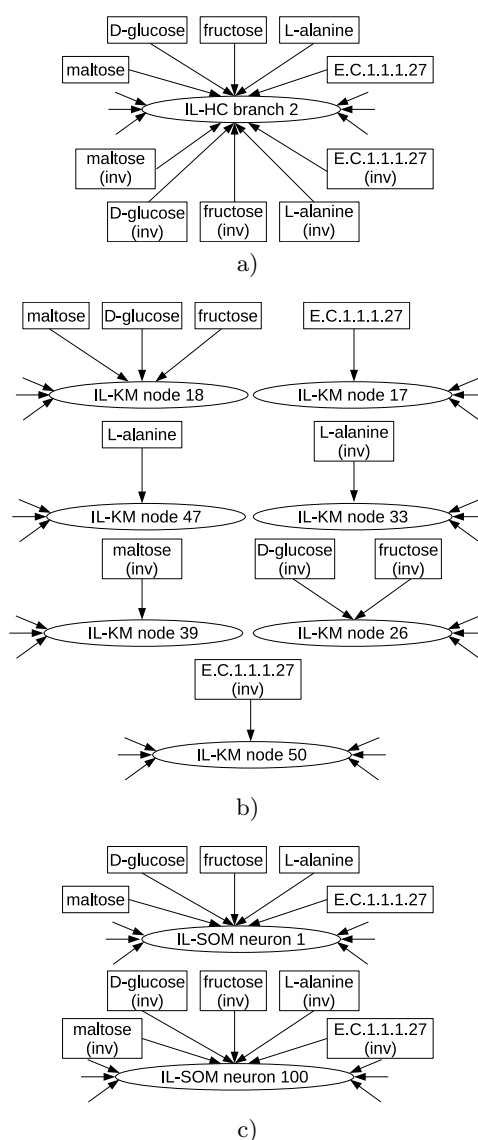 D-glucose fructose L-alanine
maltose E.C.1.1.1.27
IL-HC branch 2
maltose
(inv)
E.C.1.1.1.27
(inv)
D-glucose
(inv)
fructose
(inv)
L-alanine
(inv)
a)
maltose D-glucose fructose E.C.1.1.1.27
IL-KM node 18 IL-KM node 17
L-alanine
L-alanine
(inv)
IL-KM node 47 IL-KM node 33
maltose
(inv)
D-glucose
(inv)
fructose
(inv)
IL-KM node 39 IL-KM node 26
E.C.1.1.1.27
(inv)
IL-KM node 50
b)
D-glucose fructose L-alanine
maltose E.C.1.1.1.27
IL-SOM neuron 1
D-glucose
(inv)
fructose
(inv)
L-alanine
(inv)
maltose
(inv)
E.C.1.1.1.27
(inv)
IL-SOM neuron 100
c)